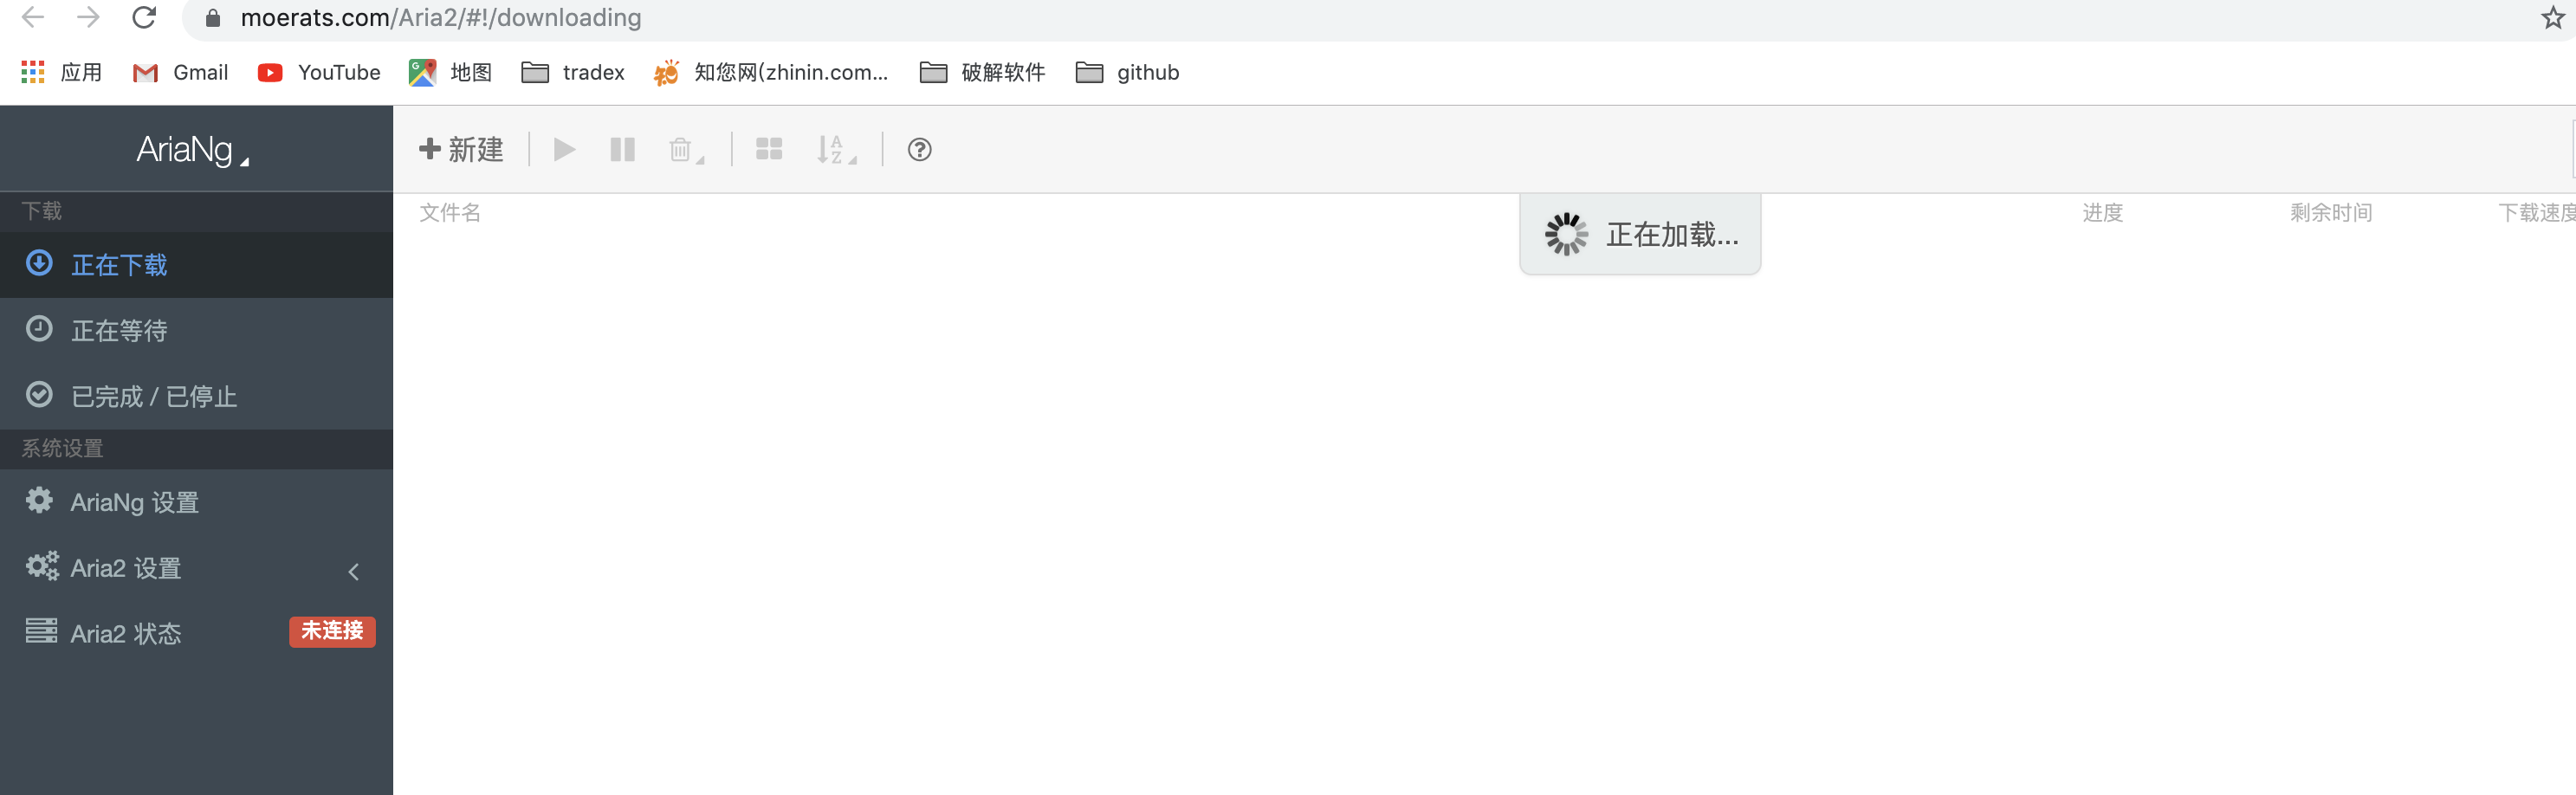 moerats.com/Aria2/#!/downloading
应用 Gmail YouTube 地图 tradex 知您网(zhinin.com... 破解软件 github
AriaNg
新建
下载
正在下载
正在等待
已完成 / 已停止
系统设置
AriaNg 设置
Aria2 设置
Aria2 状态 未连接
文件名 进度 剩余时间 下载速度
正在加载...